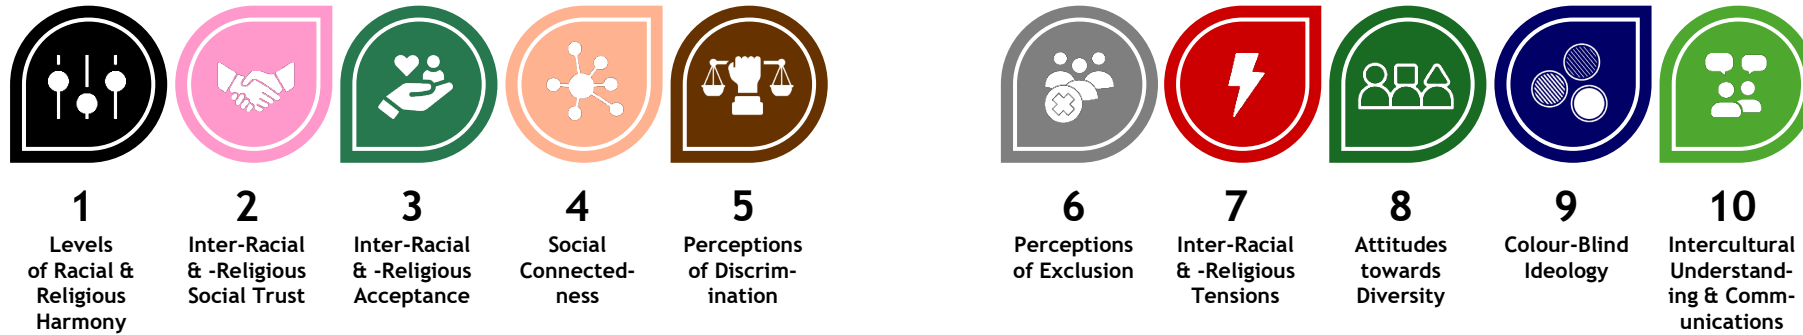 1
Levels
of Racial &
Religious
Harmony
2
Inter-Racial
& -Religious
Social Trust
3
Inter-Racial
& -Religious
Acceptance
4
Social
Connected-
ness
5
Perceptions
of Discrim-
ination
6
Perceptions
of Exclusion
7
Inter-Racial
& -Religious
Tensions
8
Attitudes
towards
Diversity
9
Colour-Blind
Ideology
10
Intercultural
Understand-
ing & Comm-
unications